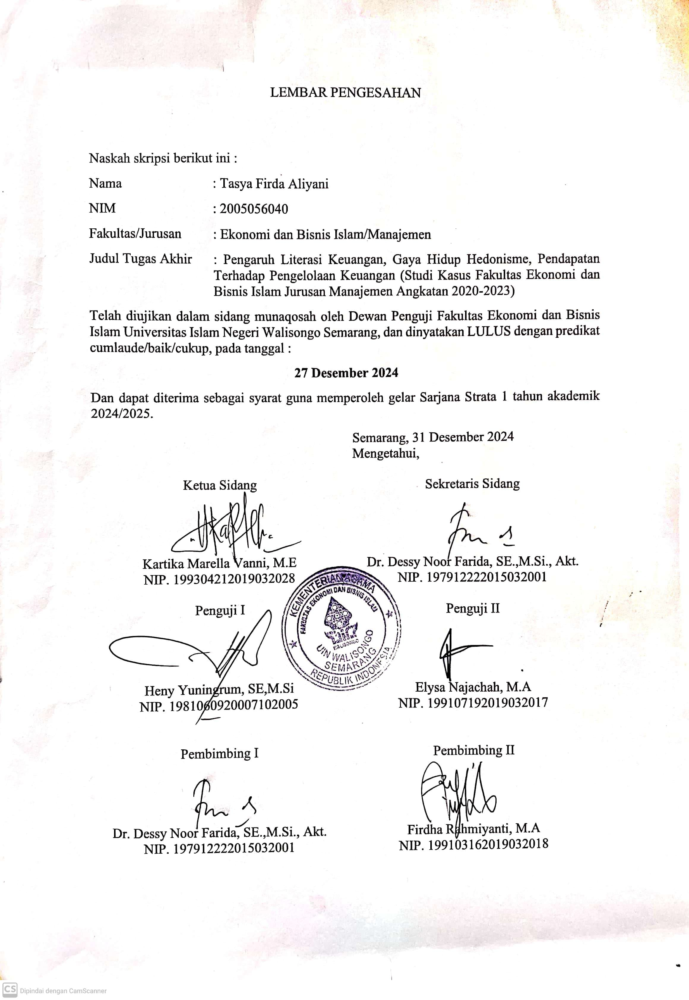 LEMBAR PENGESAHAN
Naskah skripsi berikut ini :
Nama : Tasya Firda Aliyani
NIM : 2005056040
Fakultas/Jurusan : Ekonomi dan Bisnis Islam/Manajemen
Judul Tugas Akhir : Pengaruh Literasi Keuangan, Gaya Hidup Hedonisme, Pendapatan
Terhadap Pengelolaan Keuangan (Studi Kasus Fakultas Ekonomi dan
Bisnis Islam Jurusan Manajemen Angkatan 2020-2023)
Telah diujikan dalam sidang munaqosah oleh Dewan Penguji Fakultas Ekonomi dan Bisnis
Islam Universitas Islam Negeri Walisongo Semarang, dan dinyatakan LULUS dengan predikat
cumlaude/baik/cukup, pada tanggal :
27 Desember 2024
Dan dapat diterima sebagai syarat guna memperoleh gelar Sarjana Strata 1 tahun akademik
2024/2025.
Semarang, 31 Desember 2024
Mengetahui,
Ketua Sidang
Sekretaris Sidang
Kartika Marella Vanni, M.E
NIP. 199304212019032028
Dr. Dessy Noor Farida, SE.,M.Si., Akt.
NIP. 197912222015032001
KEMENTERIAN AGAMA
FAKULTAS EKONOMI DAN BISNIS ISLAM
WALISONGO
UIN WALISONGO
SEMARANG
REPUBLIK INDONESIA
Penguji I
Penguji II
Heny Yuningrum, SE,M.Si
NIP. 1981060920007102005
Elysa Najachah, M.A
NIP. 199107192019032017
Pembimbing I
Pembimbing II
Dr. Dessy Noor Farida, SE.,M.Si., Akt.
NIP. 197912222015032001
Firdha Rahmiyanti, M.A
NIP. 199103162019032018
CS Dipindai dengan CamScanner